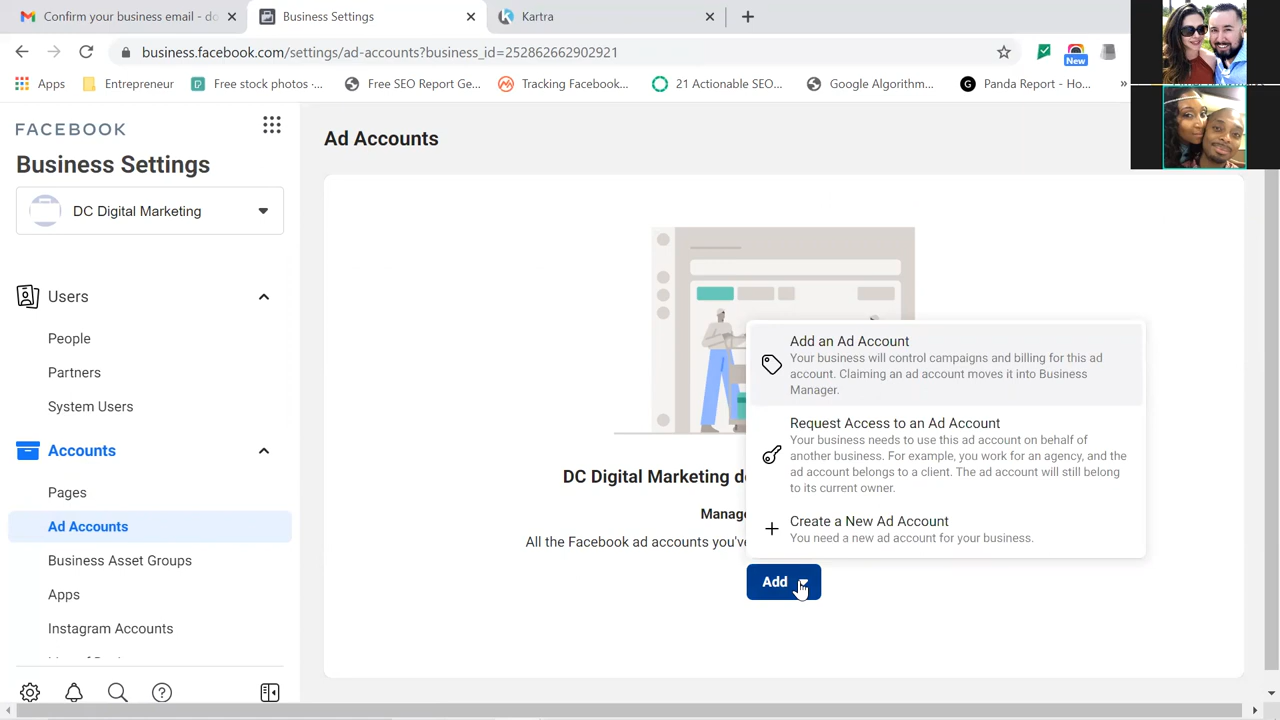 Confirm your business email - do
Business Settings
Kartra
business.facebook.com/settings/ad-accounts?business_id=252862662902921
New
Apps
Entrepreneur
Free stock photos ·...
Free SEO Report Ge...
Tracking Facebook...
21 Actionable SEO...
Google Algorithm...
Panda Report - Ho...
»
FACEBOOK
Business Settings
DC Digital Marketing
Users
People
Partners
System Users
Accounts
Pages
Ad Accounts
Business Asset Groups
Apps
Instagram Accounts
Ad Accounts
Add an Ad Account
Your business will control campaigns and billing for this ad
account. Claiming an ad account moves it into Business
Manager.
Request Access to an Ad Account
Your business needs to use this ad account on behalf of
another business. For example, you work for an agency, and the
ad account belongs to a client. The ad account will still belong
to its current owner.
Create a New Ad Account
You need a new ad account for your business.
DC Digital Marketing
All the Facebook ad accounts you've
Add